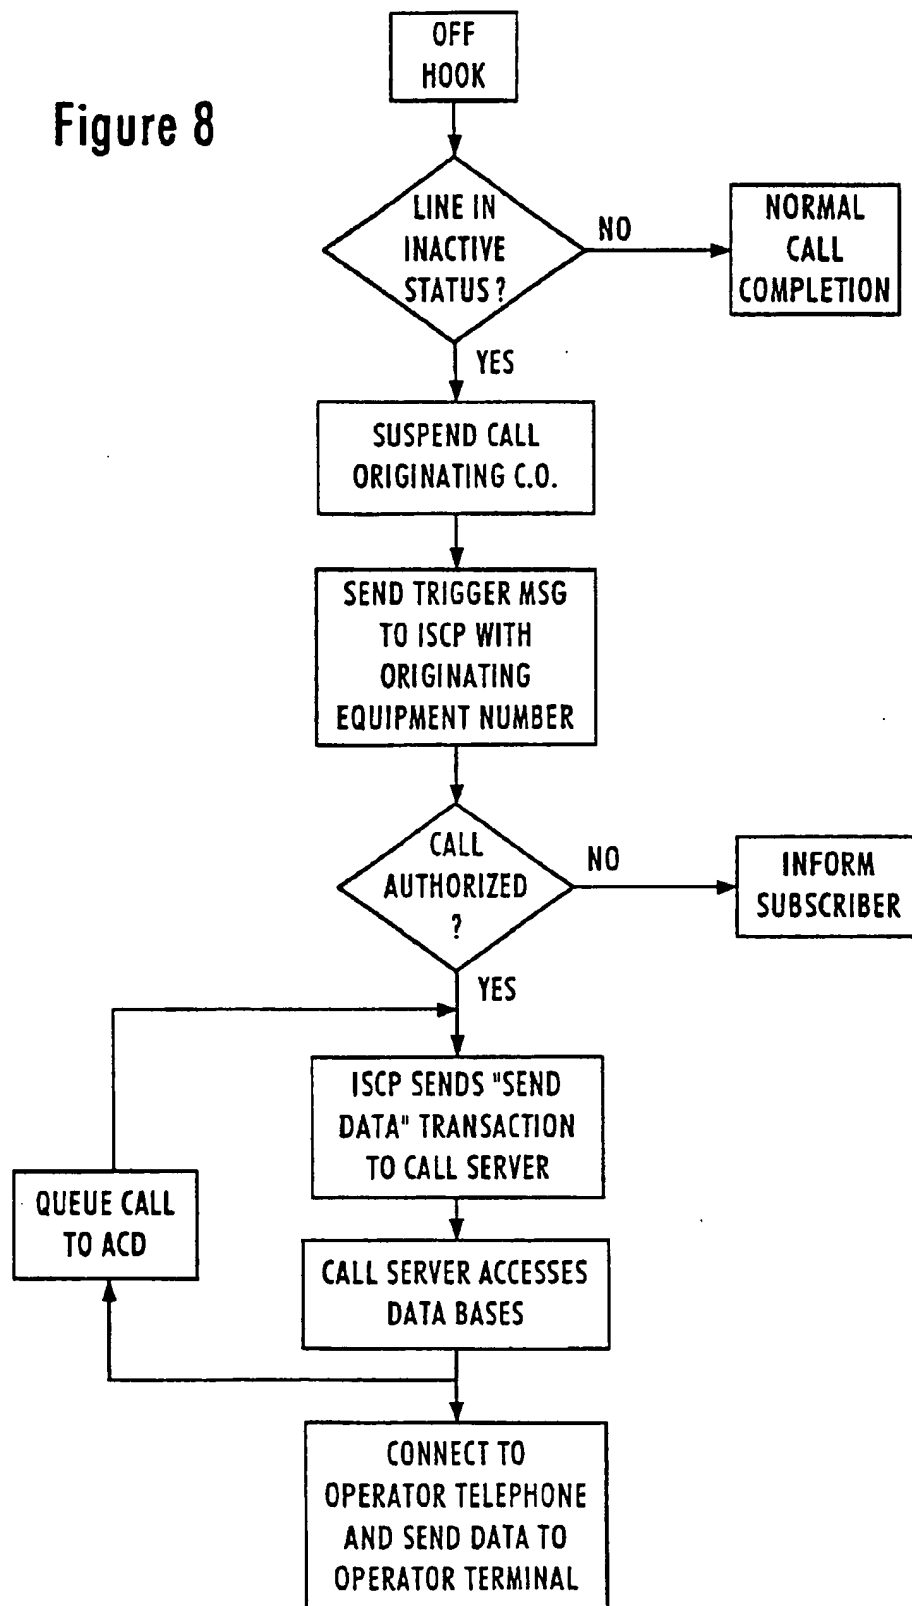 OFF
HOOK
Figure 8
LINE IN
INACTIVE
STATUS?
NO
NORMAL
CALL
COMPLETION
YES
SUSPEND CALL
ORIGINATING C.O.
SEND TRIGGER MSG
TO ISCP WITH
ORIGINATING
EQUIPMENT NUMBER
CALL
AUTHORIZED
?
NO
INFORM
SUBSCRIBER
YES
ISCP SENDS "SEND
DATA" TRANSACTION
TO CALL SERVER
QUEUE CALL
TO ACD
CALL SERVER ACCESSES
DATA BASES
CONNECT TO
OPERATOR TELEPHONE
AND SEND DATA TO
OPERATOR TERMINAL